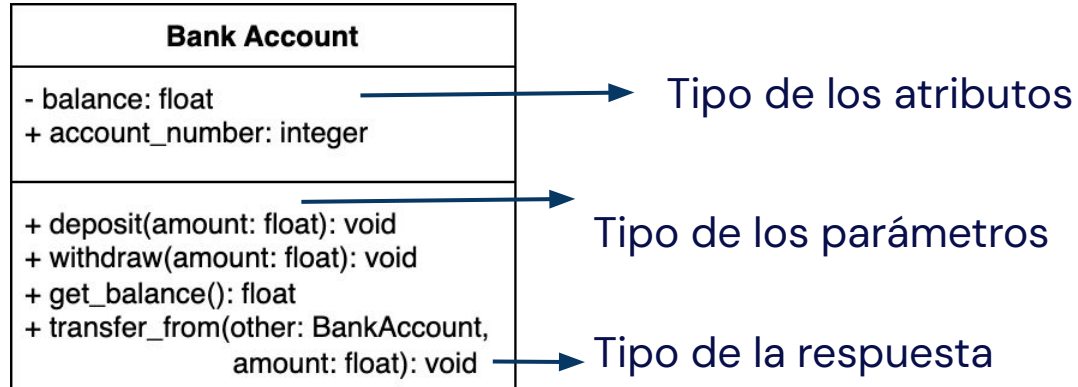 Bank Account
- balance: float
+ account_number: integer
Tipo de los atributos
+ deposit(amount: float): void
+ withdraw(amount: float): void
+ get_balance(): float
+ transfer_from(other: BankAccount,
amount: float): void
Tipo de los parámetros
Tipo de la respuesta